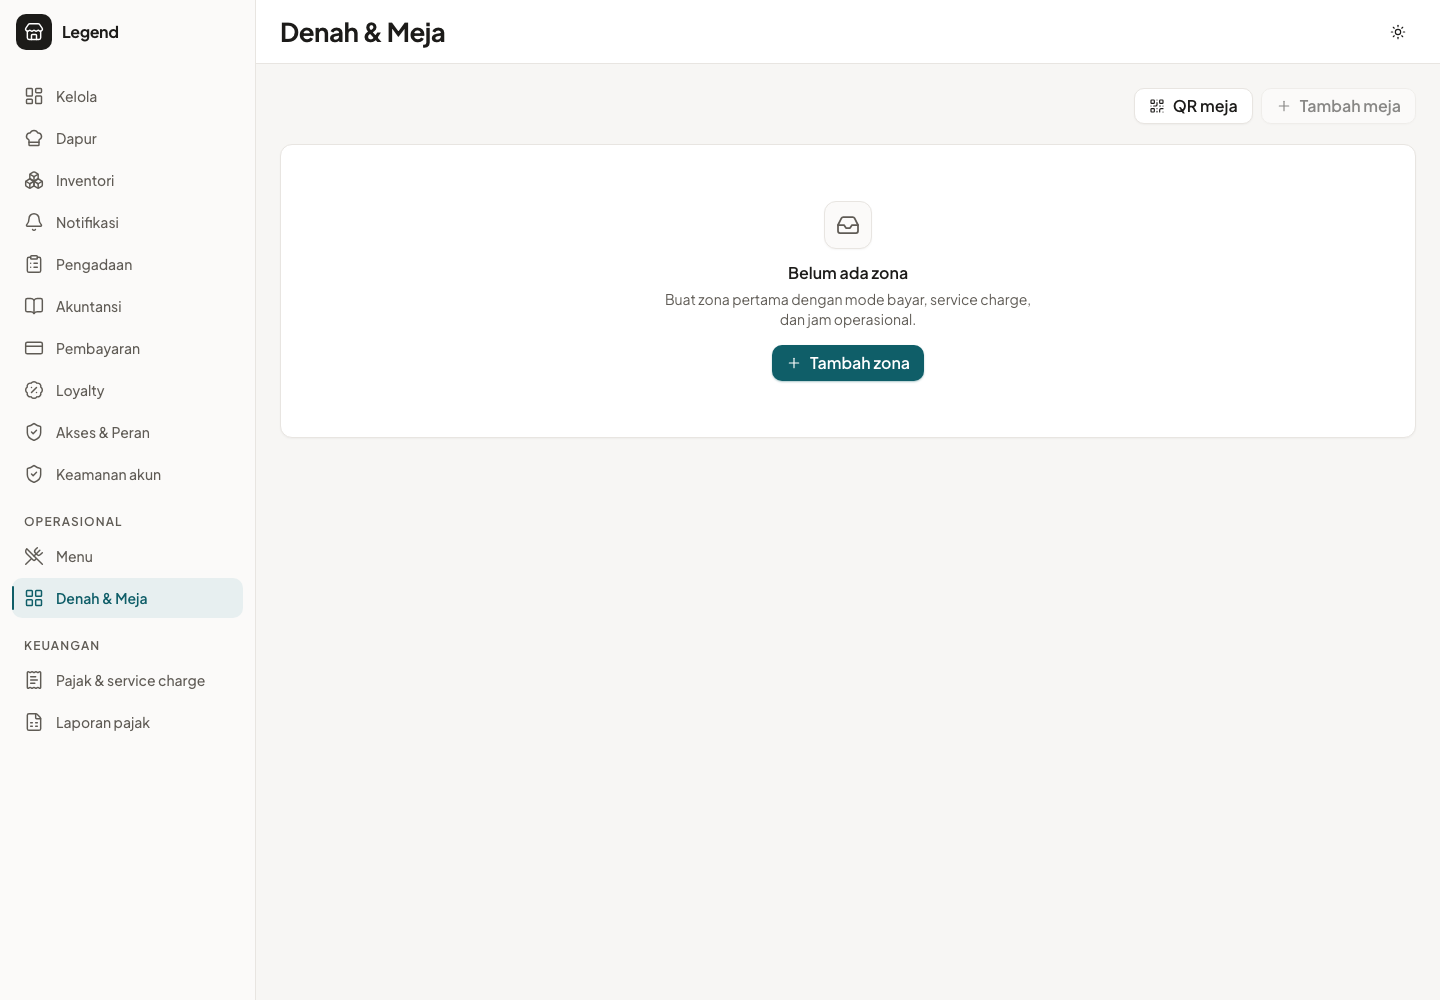 Legend
Denah & Meja
Kelola
Dapur
Inventori
Notifikasi
Pengadaan
Akuntansi
Pembayaran
Loyalty
Akses & Peran
Keamanan akun
OPERASIONAL
Menu
Denah & Meja
KEUANGAN
Pajak & service charge
Laporan pajak
QR meja
Tambah meja
Belum ada zona
Buat zona pertama dengan mode bayar, service charge,
dan jam operasional.
Tambah zona